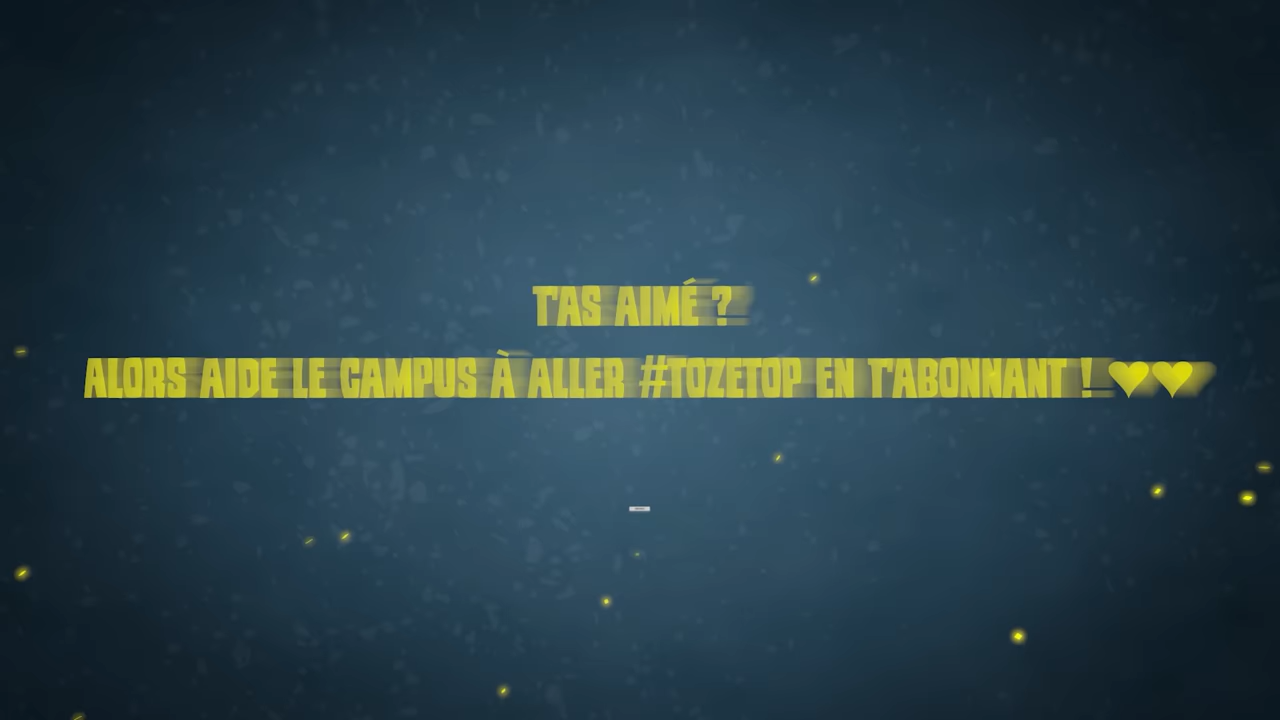 T'AS AIMÉ ?
ALORS AIDE LE CAMPUS À ALLER #TOZETOP EN T'ABONNANT ! ♥♥